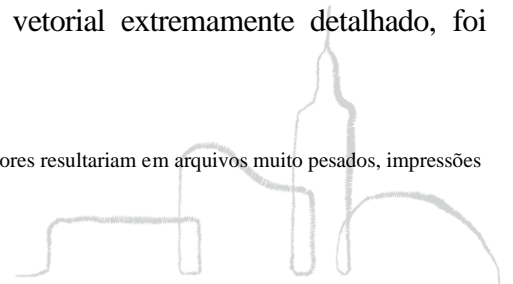 vetorial extremamente detalhado, foi
ores resultariam em arquivos muito pesados, impressões